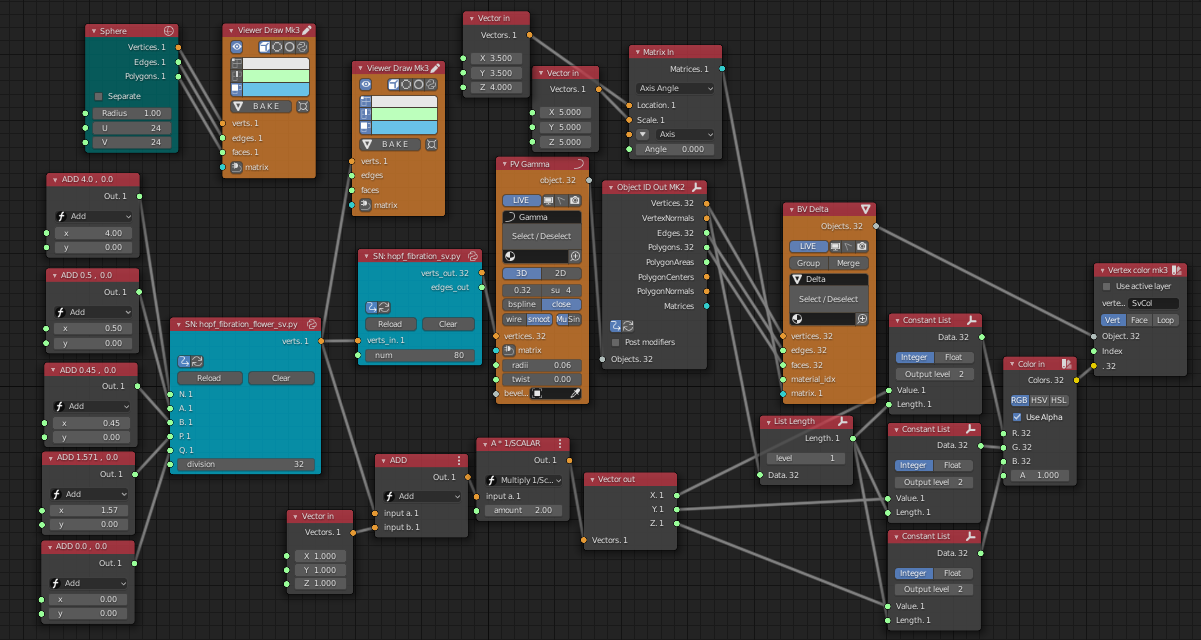 Sphere
Vertices. 1
Edges. 1
Polygons. 1
Separate
Radius 1.00
U 24
V 24
Viewer Draw Mk3
BAKE
verts. 1
edges. 1
faces. 1
matrix
Viewer Draw Mk3
BAKE
verts. 1
edges
faces
matrix
Vector in
Vectors. 1
X 3.500
Y 3.500
Z 4.000
Vector in
Vectors. 1
X 5.000
Y 5.000
Z 5.000
Matrix In
Matrices. 1
Axis Angle
Location. 1
Scale. 1
Axis
Angle 0.000
ADD 4.0 , 0.0
Out. 1
Add
x 4.00
y 0.00
ADD 0.5 , 0.0
Out. 1
Add
x 0.50
y 0.00
ADD 0.45 , 0.0
Out. 1
Add
x 0.45
y 0.00
ADD 1.571 , 0.0
Out. 1
Add
x 1.57
y 0.00
ADD 0.0 , 0.0
Out. 1
Add
x 0.00
y 0.00
SN: hopf_fibration_flower_sv.py
verts. 1
Reload Clear
N. 1
A. 1
B. 1
P. 1
Q. 1
division 32
SN: hopf_fibration_sv.py
verts_out. 32
edges_out
Reload Clear
verts_in. 1
num 80
PV Gamma
object. 32
LIVE
Gamma
Select / Deselect
3D 2D
0.32 su 4
bspline close
wire smoot Mu Sin
vertices. 32
matrix
radii 0.06
twist 0.00
bevel..
Object ID Out MK2
Vertices. 32
VertexNormals
Edges. 32
Polygons. 32
PolygonAreas
PolygonCenters
PolygonNormals
Matrices
Post modifiers
Objects. 32
BV Delta
Objects. 32
LIVE
Group Merge
Delta
Select / Deselect
vertices. 32
edges. 32
faces. 32
material_idx
matrix. 1
Vector in
Vectors. 1
X 1.000
Y 1.000
Z 1.000
ADD
Out. 1
Add
input a. 1
input b. 1
A * 1/SCALAR
Out. 1
Multiply 1/Sc...
input a. 1
amount 2.00
Vector out
X. 1
Y. 1
Z. 1
Vectors. 1
List Length
Length. 1
level 1
Data. 32
Constant List
Data. 32
Integer Float
Output level 2
Value. 1
Length. 1
Constant List
Data. 32
Integer Float
Output level 2
Value. 1
Length. 1
Constant List
Data. 32
Integer Float
Output level 2
Value. 1
Length. 1
Color in
Colors. 32
RGB HSV HSL
Use Alpha
R. 32
G. 32
B. 32
A 1.000
Vertex color mk3
Use active layer
verte... SvCol
Vert Face Loop
Object. 32
Index
. 32